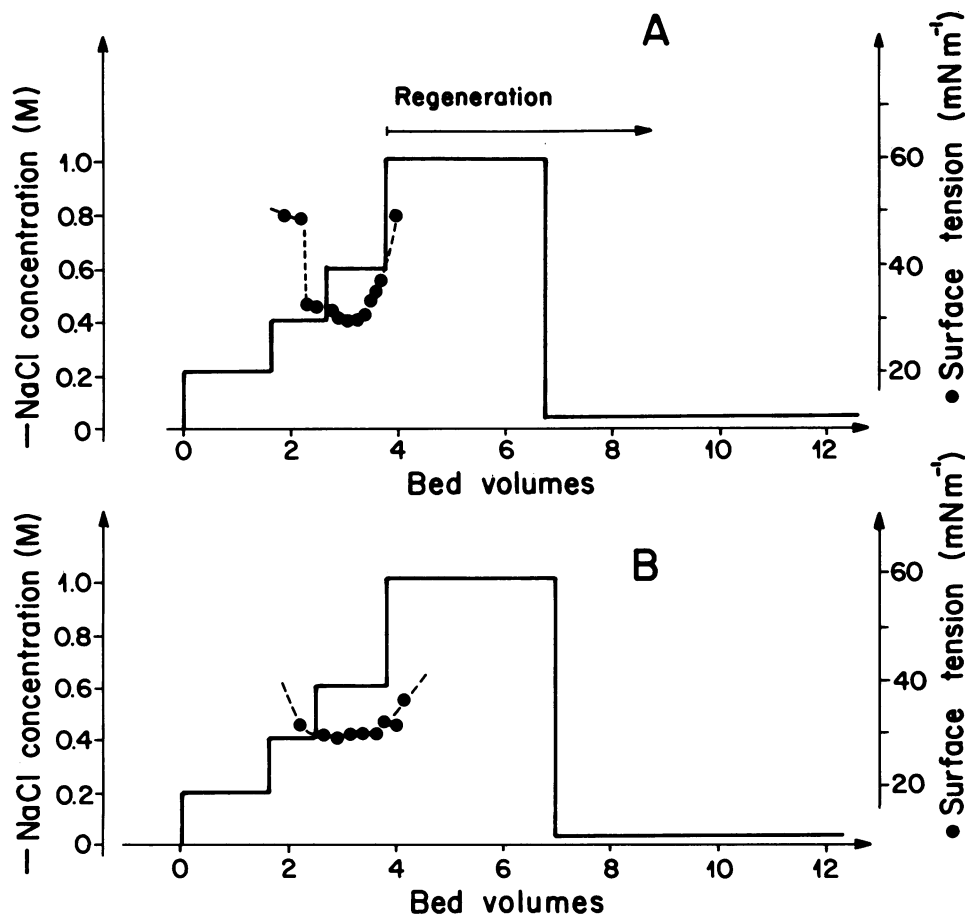 A
Regeneration
—NaCl concentration (M)
1.0
0.8
0.6
0.4
0.2
0
60
40
20
● Surface tension (mN m⁻¹)
0 2 4 6 8 10 12
Bed volumes
B
—NaCl concentration (M)
1.0
0.8
0.6
0.4
0.2
0
60
40
20
● Surface tension (mN m⁻¹)
0 2 4 6 8 10 12
Bed volumes